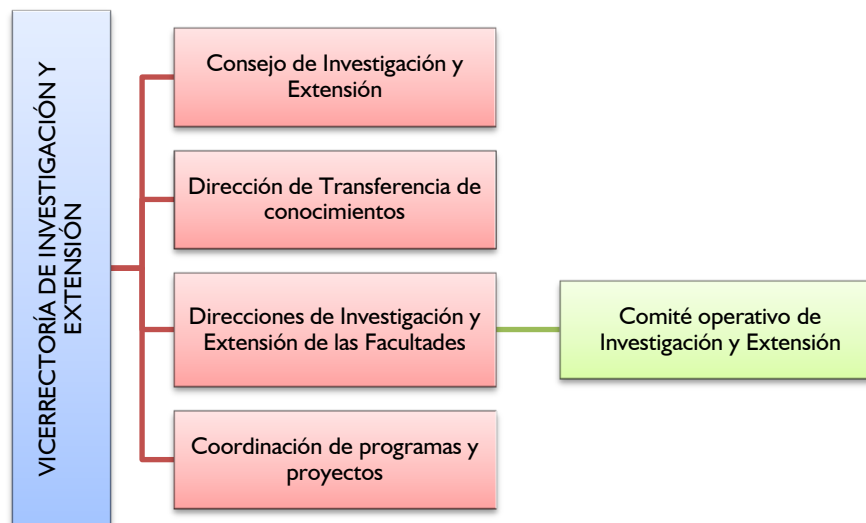 VICERRECTORÍA DE INVESTIGACIÓN Y
EXTENSIÓN
Consejo de Investigación y
Extensión
Dirección de Transferencia de
conocimientos
Direcciones de Investigación y
Extensión de las Facultades
Comité operativo de
Investigación y Extensión
Coordinación de programas y
proyectos